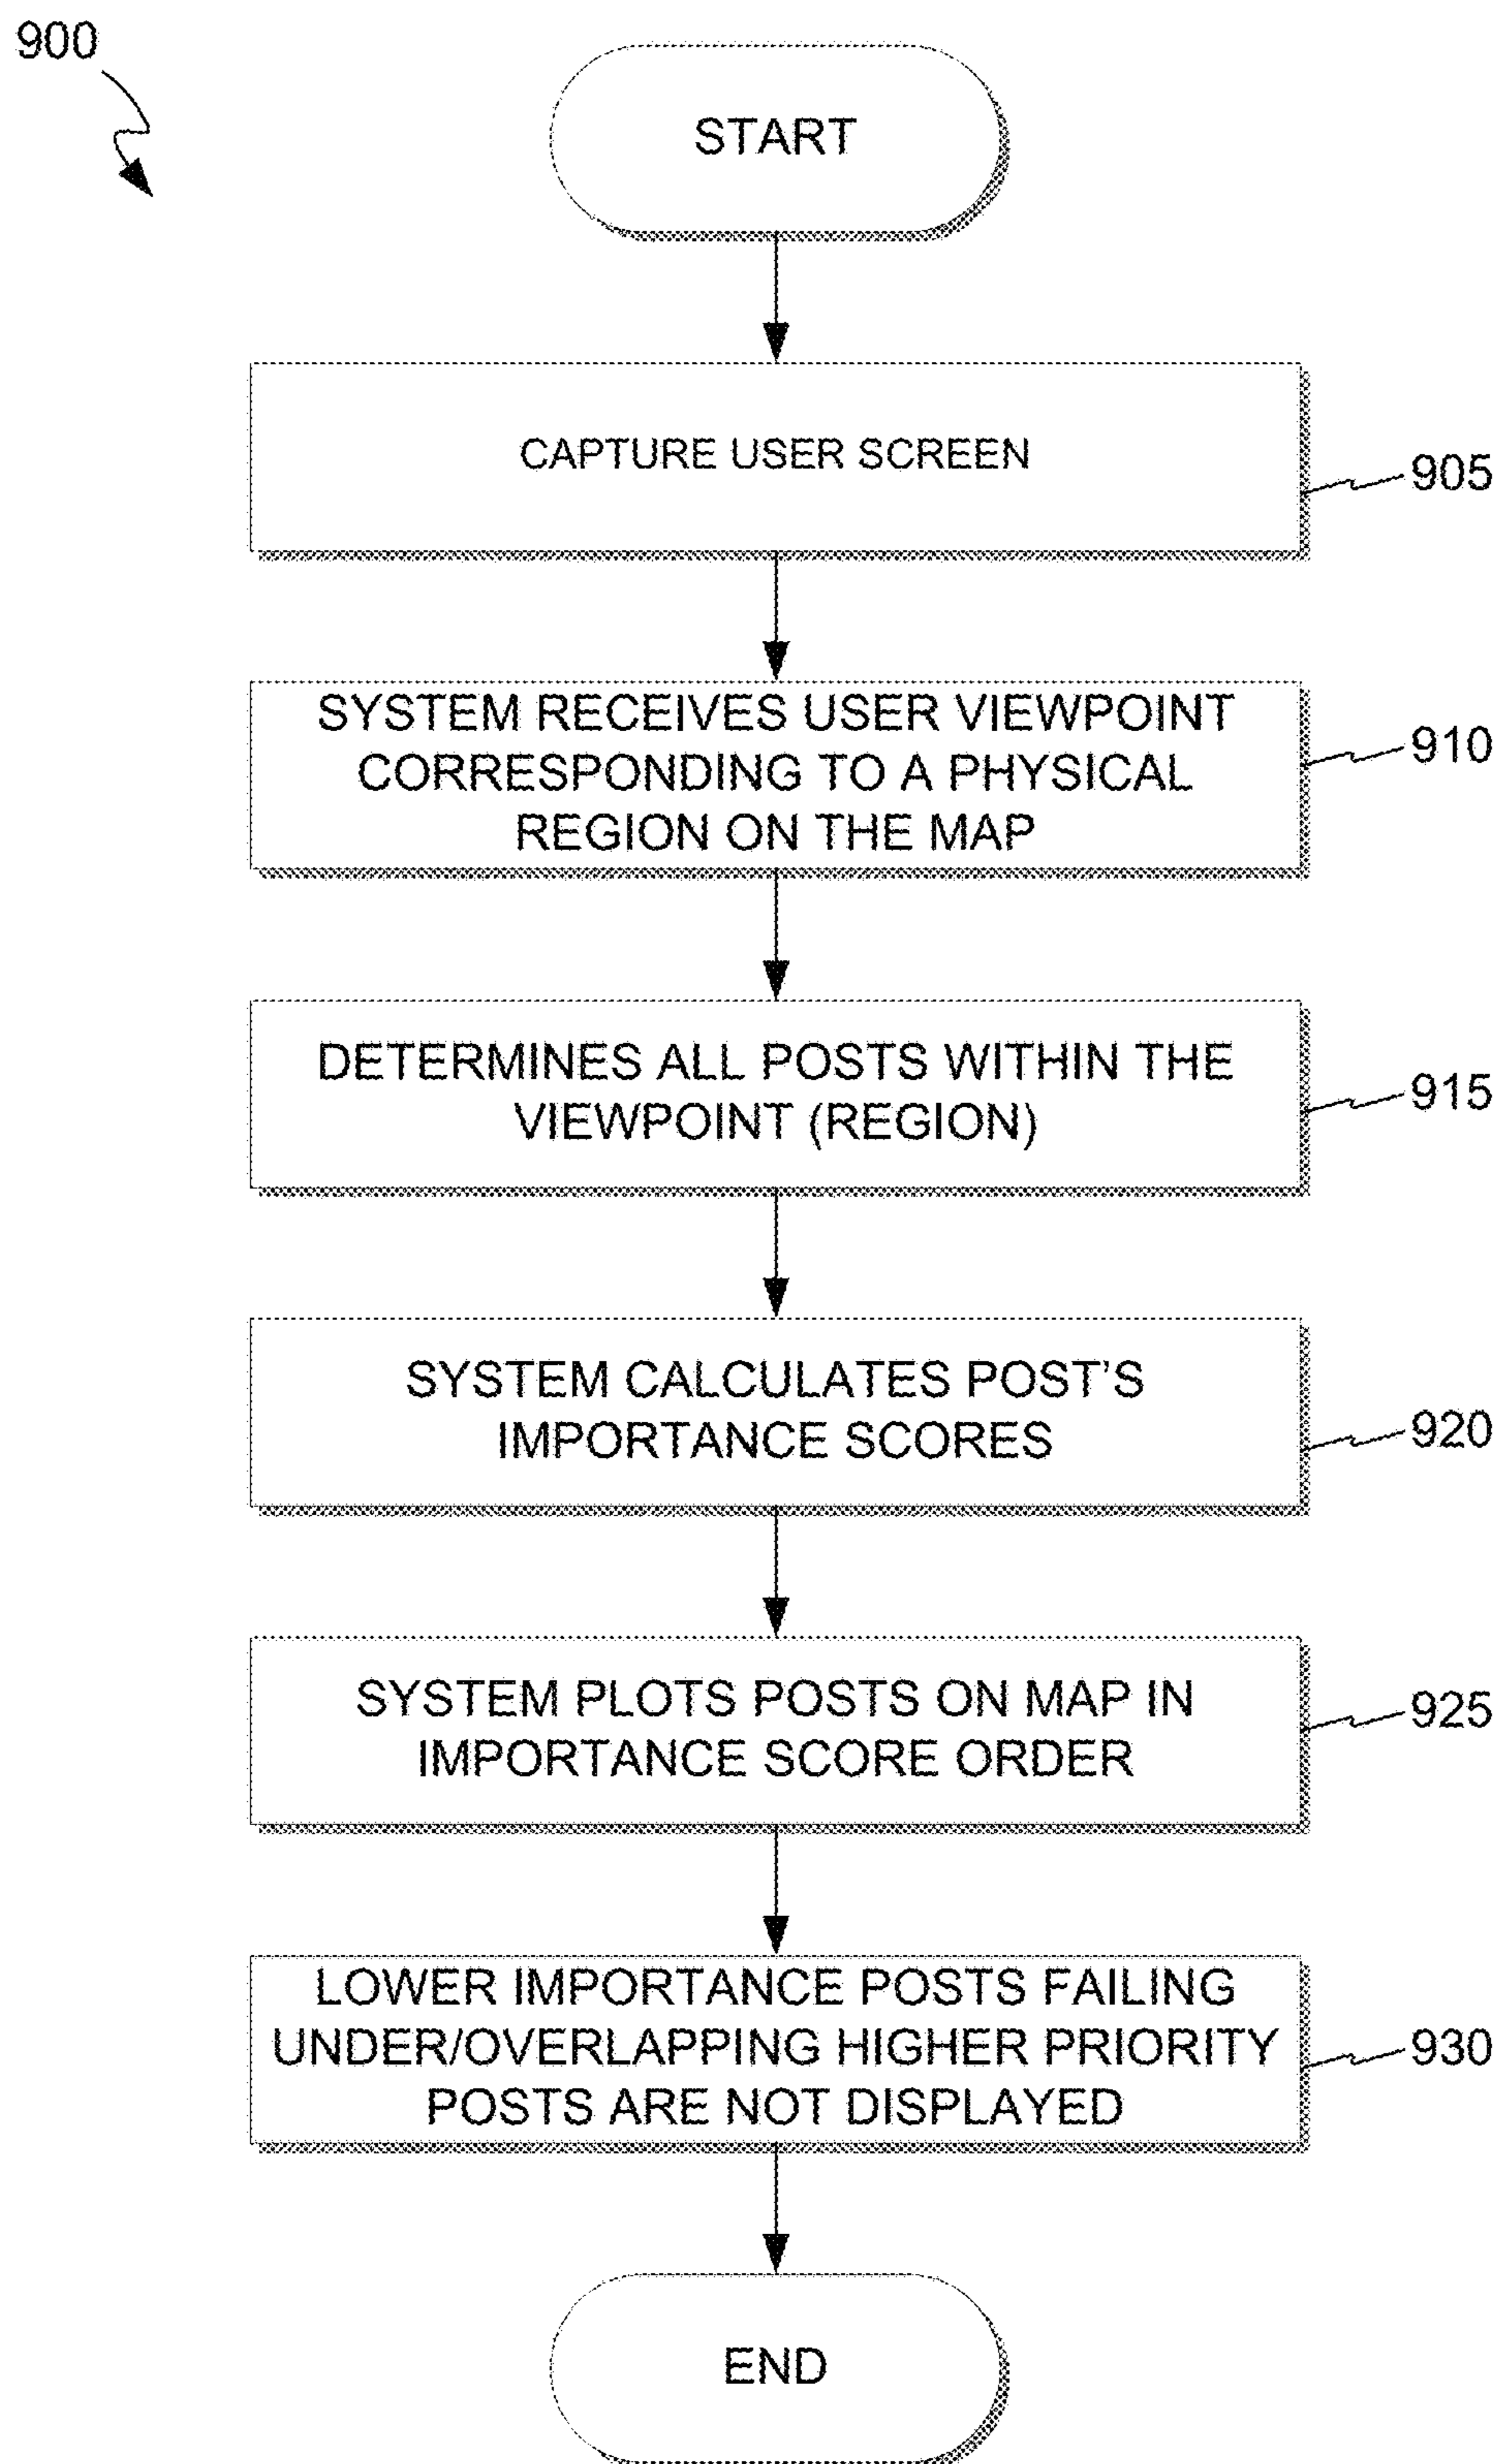 900
START
CAPTURE USER SCREEN
905
SYSTEM RECEIVES USER VIEWPOINT
CORRESPONDING TO A PHYSICAL
REGION ON THE MAP
910
DETERMINES ALL POSTS WITHIN THE
VIEWPOINT (REGION)
915
SYSTEM CALCULATES POST'S
IMPORTANCE SCORES
920
SYSTEM PLOTS POSTS ON MAP IN
IMPORTANCE SCORE ORDER
925
LOWER IMPORTANCE POSTS FAILING
UNDER/OVERLAPPING HIGHER PRIORITY
POSTS ARE NOT DISPLAYED
930
END